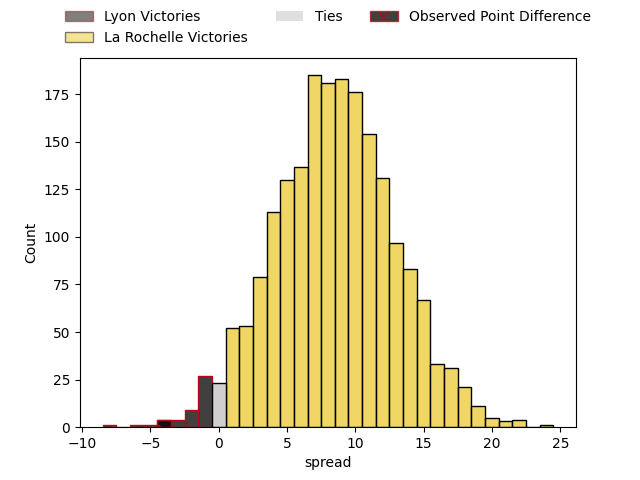 Lyon Victories
La Rochelle Victories
Ties
Observed Point Difference
175
150
125
100
75
50
25
0
Count
−10 −5 0 5 10 15 20 25
spread